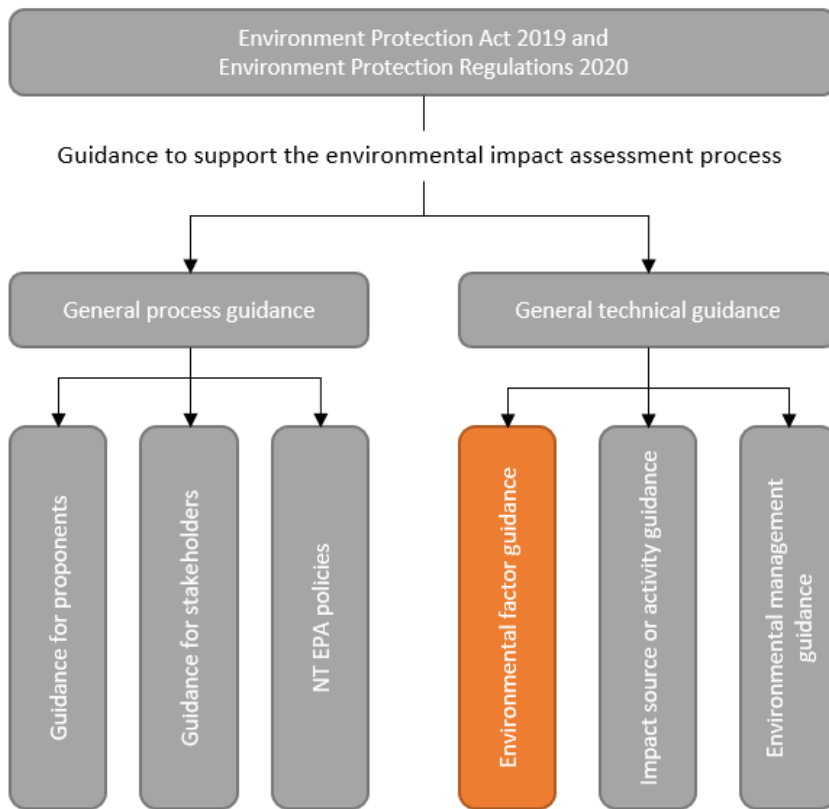 Environment Protection Act 2019 and
Environment Protection Regulations 2020
Guidance to support the environmental impact assessment process
General process guidance
General technical guidance
Guidance for proponents
Guidance for stakeholders
NT EPA policies
Environmental factor guidance
Impact source or activity guidance
Environmental management
guidance